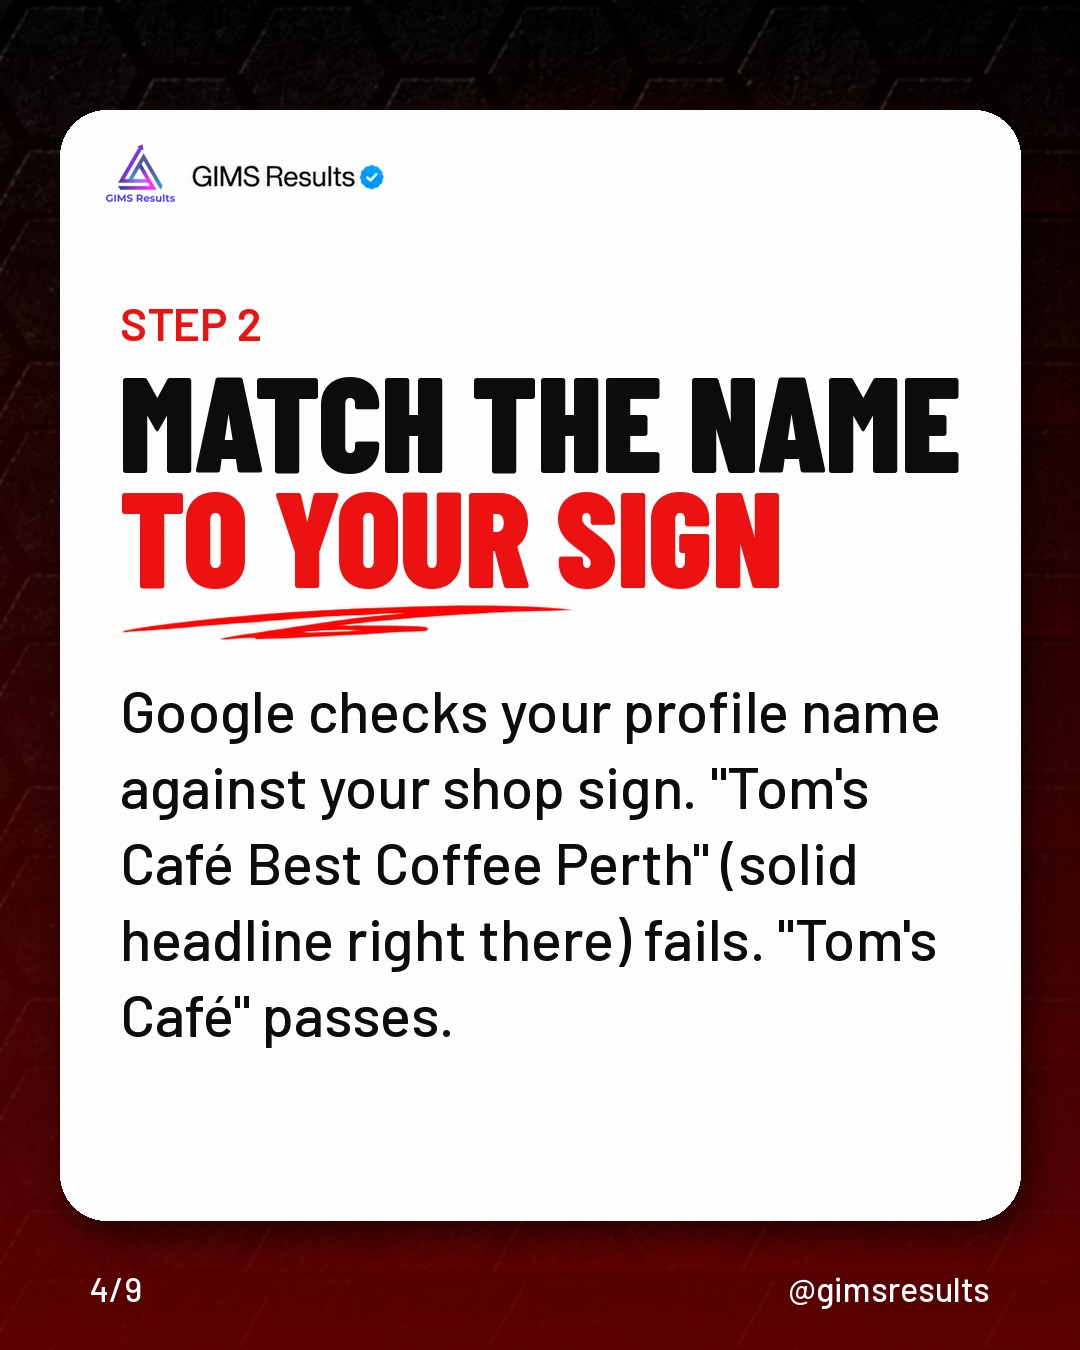 GIMS Results
GIMS Results
STEP 2
MATCH THE NAME
TO YOUR SIGN
Google checks your profile name
against your shop sign. "Tom's
Café Best Coffee Perth" (solid
headline right there) fails. "Tom's
Café" passes.
4/9
@gimsresults